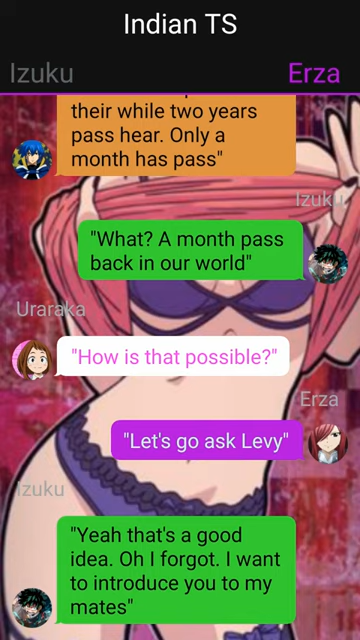 Indian TS
Izuku
Erza
their while two years
pass hear. Only a
month has pass"
Izuku
"What? A month pass
back in our world"
Uraraka
"How is that possible?"
Erza
"Let's go ask Levy"
Izuku
"Yeah that's a good
idea. Oh I forgot. I want
to introduce you to my
mates"